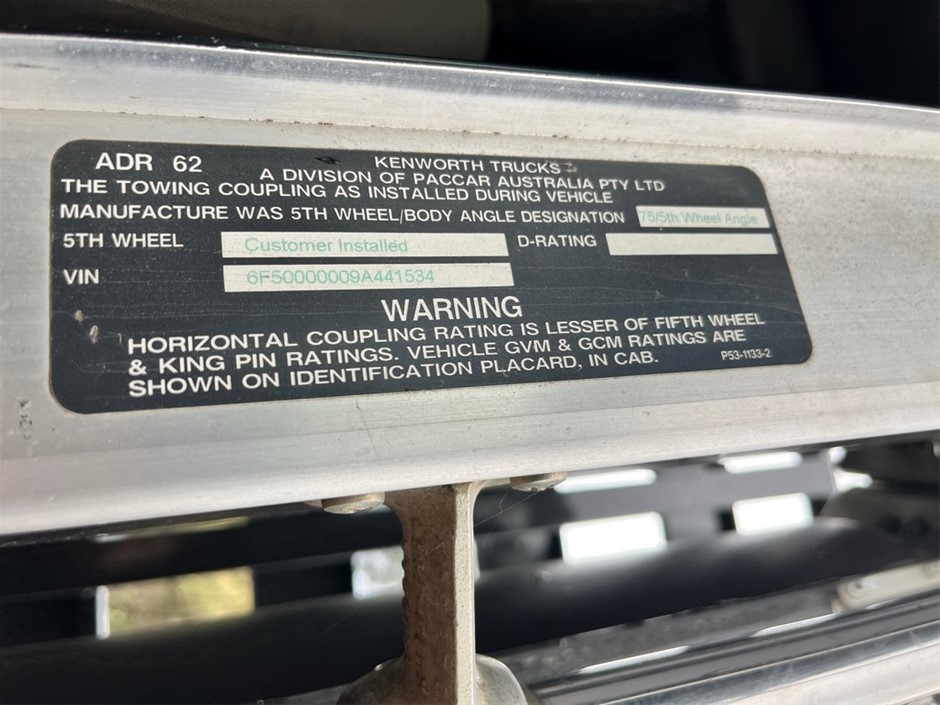 ADR 62 KENWORTH TRUCKS
A DIVISION OF PACCAR AUSTRALIA PTY LTD
THE TOWING COUPLING AS INSTALLED DURING VEHICLE
MANUFACTURE WAS 5TH WHEEL/BODY ANGLE DESIGNATION 75/5th Wheel Angle
5TH WHEEL Customer Installed D-RATING
VIN 6F50000009A441534
WARNING
HORIZONTAL COUPLING RATING IS LESSER OF FIFTH WHEEL
& KING PIN RATINGS. VEHICLE GVM & GCM RATINGS ARE
SHOWN ON IDENTIFICATION PLACARD, IN CAB. P53-1133-2